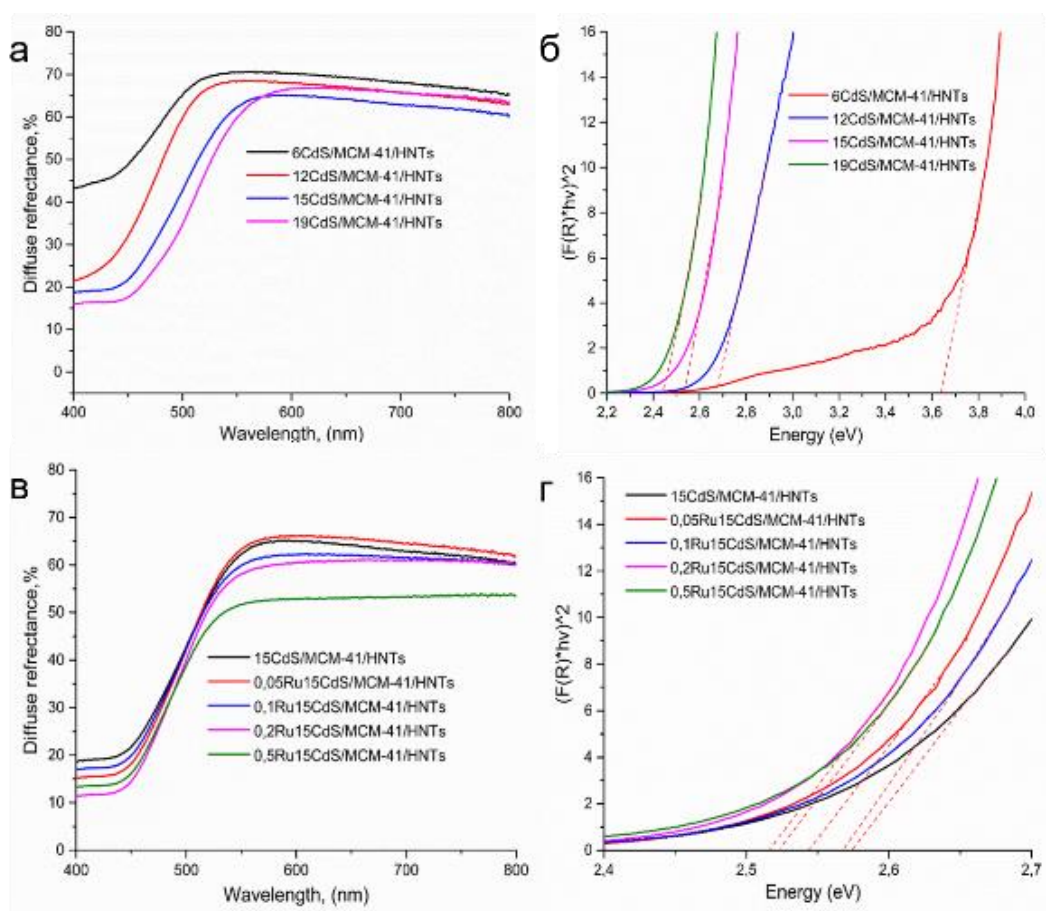 а
80
70
60
50
40
30
20
10
0
Diffuse refrectance,%
6CdS/MCM-41/HNTs
12CdS/MCM-41/HNTs
15CdS/MCM-41/HNTs
19CdS/MCM-41/HNTs
400 500 600 700 800
Wavelength, (nm)
б
16
14
12
10
8
6
4
2
0
(F(R)*hv)^2
6CdS/MCM-41/HNTs
12CdS/MCM-41/HNTs
15CdS/MCM-41/HNTs
19CdS/MCM-41/HNTs
2,2 2,4 2,6 2,8 3,0 3,2 3,4 3,6 3,8 4,0
Energy (eV)
в
80
70
60
50
40
30
20
10
0
Diffuse refrectance,%
15CdS/MCM-41/HNTs
0,05Ru15CdS/MCM-41/HNTs
0,1Ru15CdS/MCM-41/HNTs
0,2Ru15CdS/MCM-41/HNTs
0,5Ru15CdS/MCM-41/HNTs
400 500 600 700 800
Wavelength, (nm)
г
16
14
12
10
8
6
4
2
0
(F(R)*hv)^2
15CdS/MCM-41/HNTs
0,05Ru15CdS/MCM-41/HNTs
0,1Ru15CdS/MCM-41/HNTs
0,2Ru15CdS/MCM-41/HNTs
0,5Ru15CdS/MCM-41/HNTs
2,4 2,5 2,6 2,7
Energy (eV)